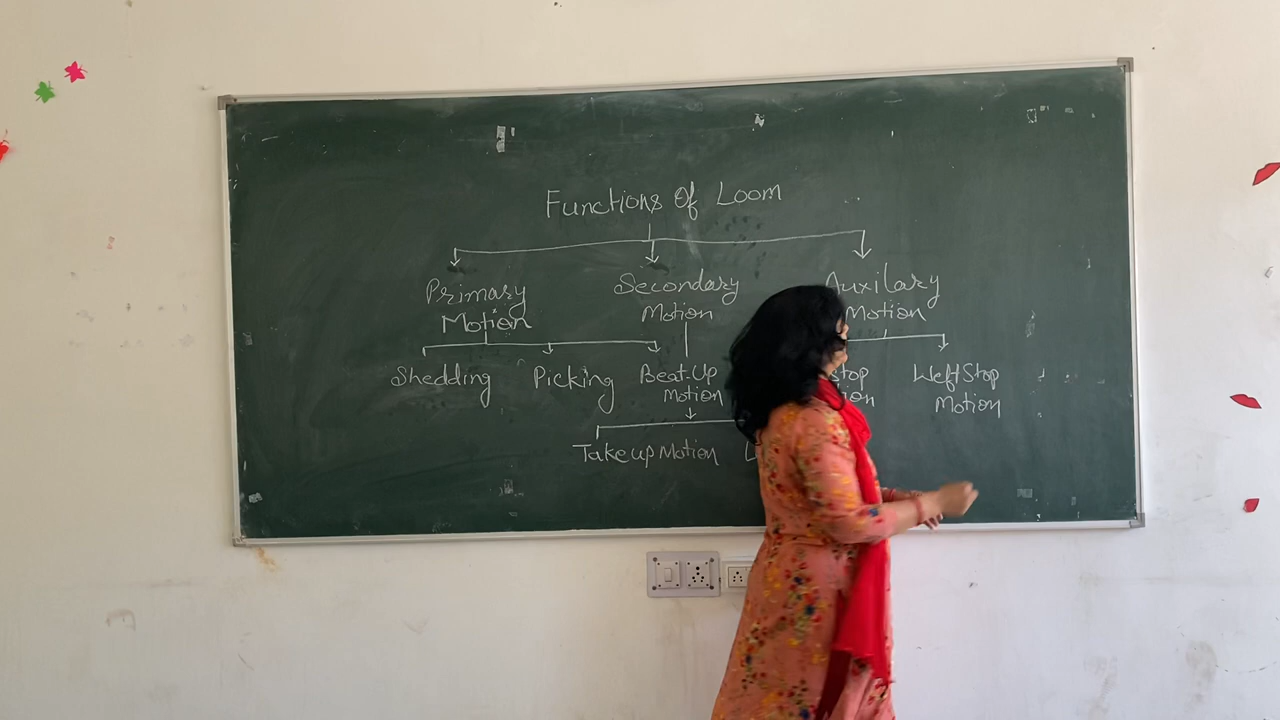 Functions Of Loom
Primary Motion
Secondary Motion
Auxilary Motion
Shedding
Picking
Beat-Up Motion
Stop
Weft Stop Motion
Take up Motion